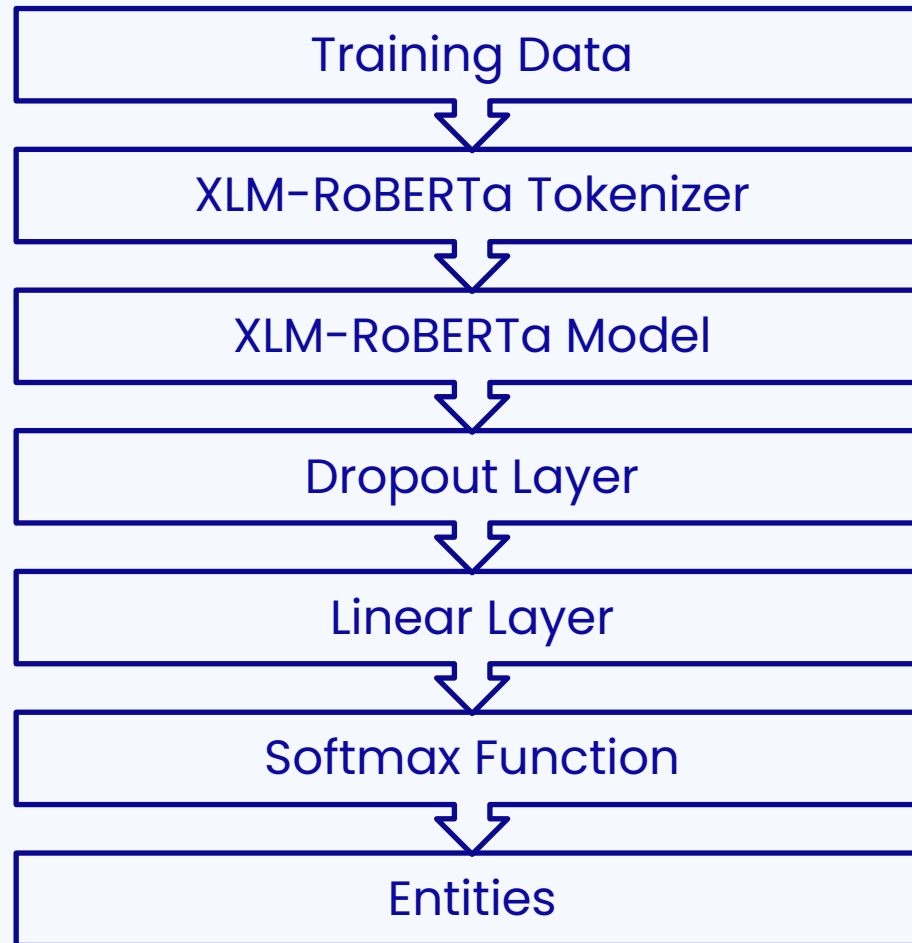 Training Data
XLM-RoBERTa Tokenizer
XLM-RoBERTa Model
Dropout Layer
Linear Layer
Softmax Function
Entities